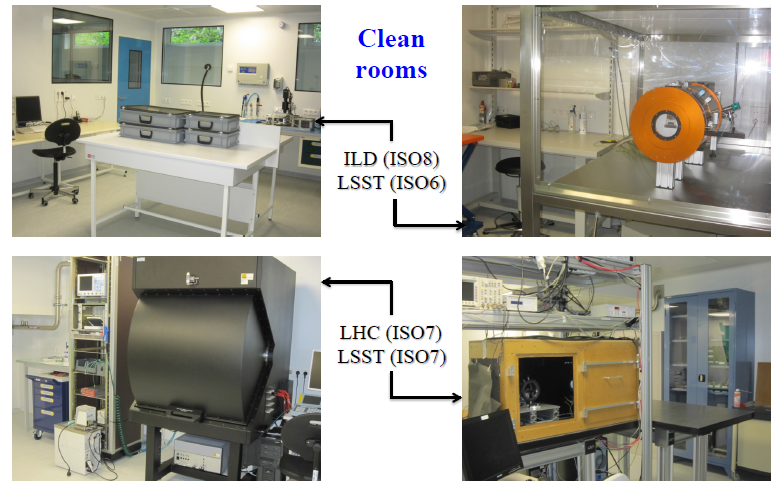 Clean
rooms
ILD (ISO8)
LSST (ISO6)
LHC (ISO7)
LSST (ISO7)